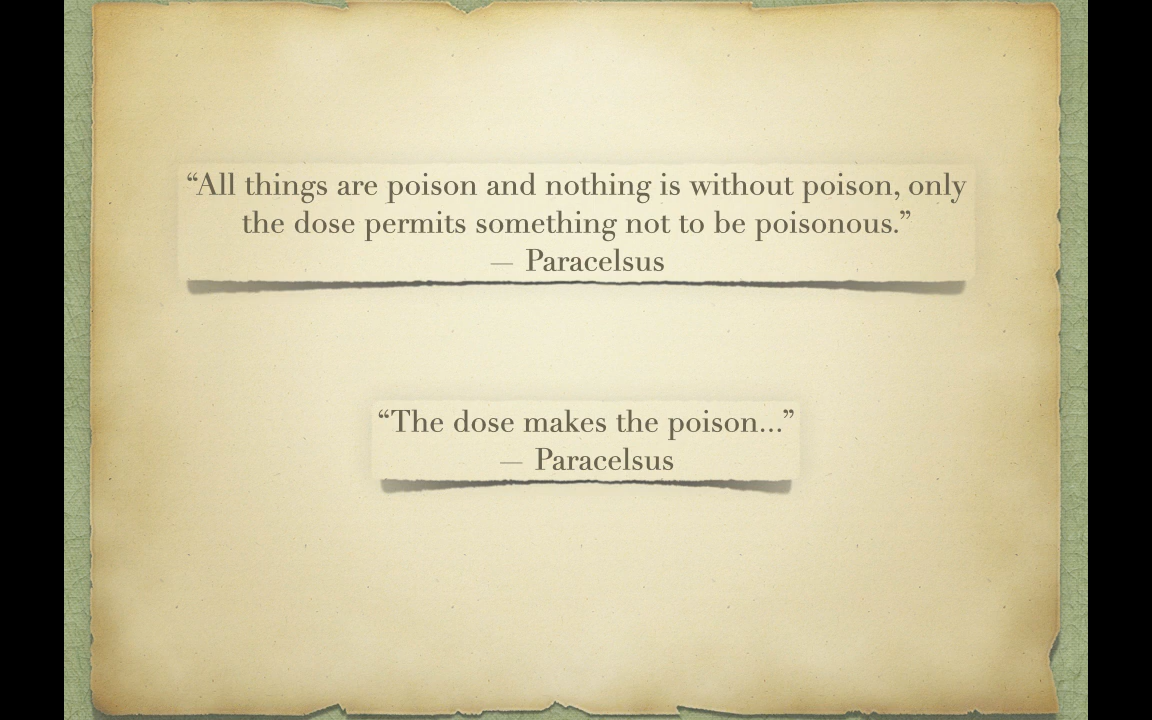 “All things are poison and nothing is without poison, only
the dose permits something not to be poisonous.”
— Paracelsus
“The dose makes the poison...”
— Paracelsus